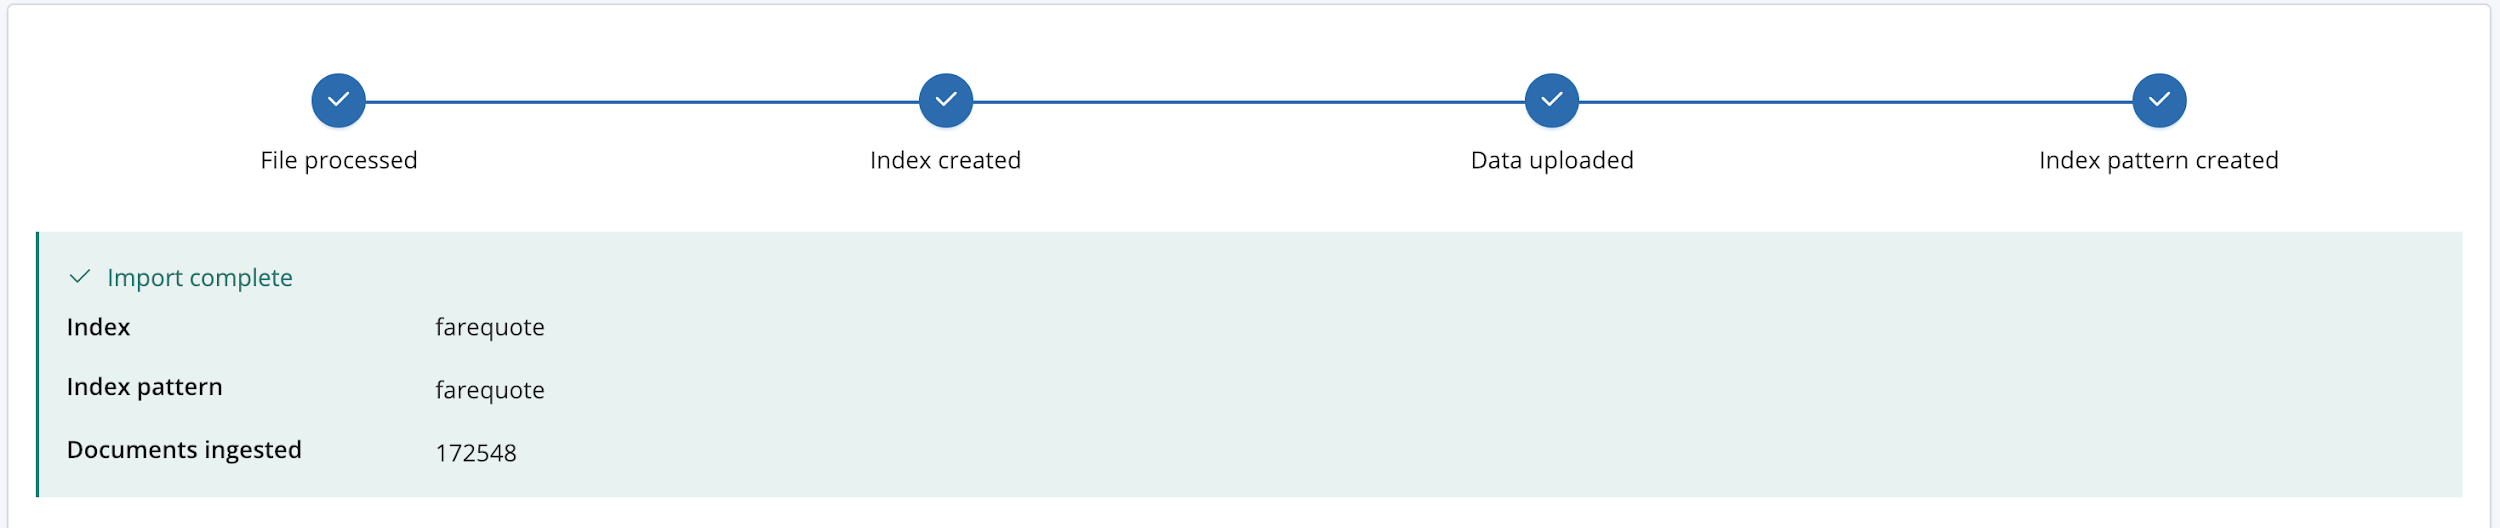 File processed
Index created
Data uploaded
Index pattern created
Import complete
Index farequote
Index pattern farequote
Documents ingested 172548